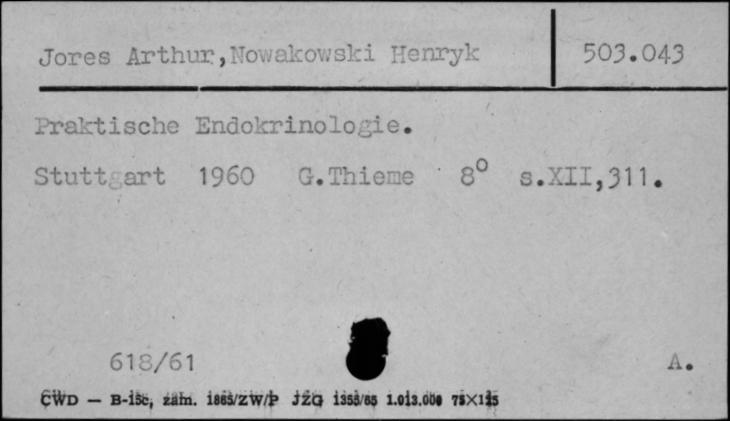 Jores Arthur,Nowakowski Henryk 503.043
Praktische Endokrinologie.
Stuttgart 1960 G.Thieme 8° s.XII,311.
618/61 A.
CWD — B-15c, zam. 1865/ZW/P JZG 1355/65 1.013.000 75×125